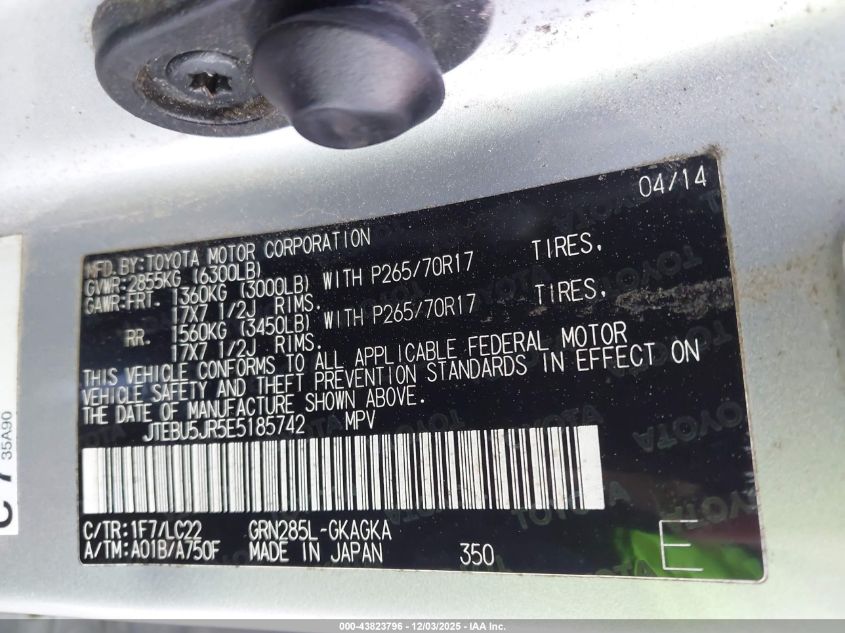 04/14
MFD.BY:TOYOTA MOTOR CORPORATION
GVWR:2855KG (6300LB)
GAWR:FRT. 1360KG (3000LB) WITH P265/70R17 TIRES,
17X7 1/2J RIMS.
RR. 1560KG (3450LB) WITH P265/70R17 TIRES,
17X7 1/2J RIMS.
THIS VEHICLE CONFORMS TO ALL APPLICABLE FEDERAL MOTOR
VEHICLE SAFETY AND THEFT PREVENTION STANDARDS IN EFFECT ON
THE DATE OF MANUFACTURE SHOWN ABOVE.
JTEBU5JR5E5185742 MPV
C/TR:1F7/LC22 GRN285L-GKAGKA
A/TM:A01B/A750F MADE IN JAPAN 350 E
35A90
TOYOTA
000-43823796 - 12/03/2025 - IAA Inc.